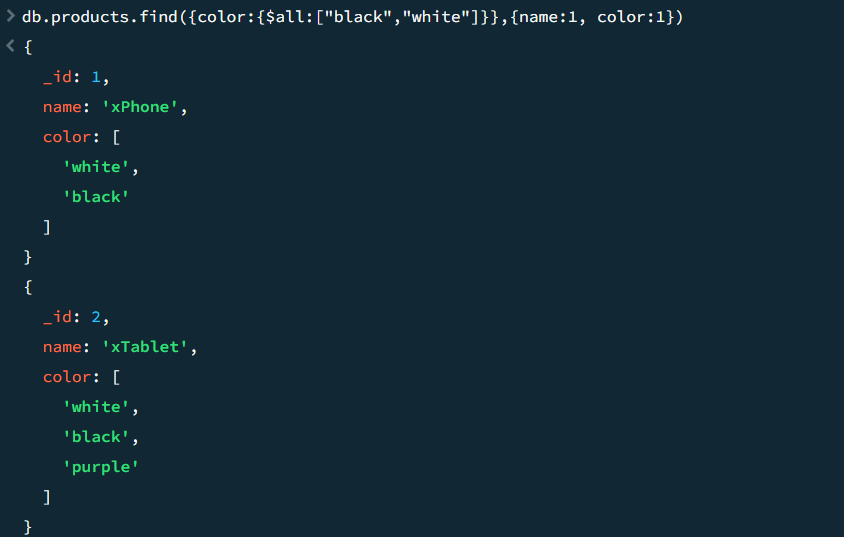 > db.products.find({color:{$all:["black","white"]}},{name:1, color:1})
< {
_id: 1,
name: 'xPhone',
color: [
'white',
'black'
]
}
{
_id: 2,
name: 'xTablet',
color: [
'white',
'black',
'purple'
]
}